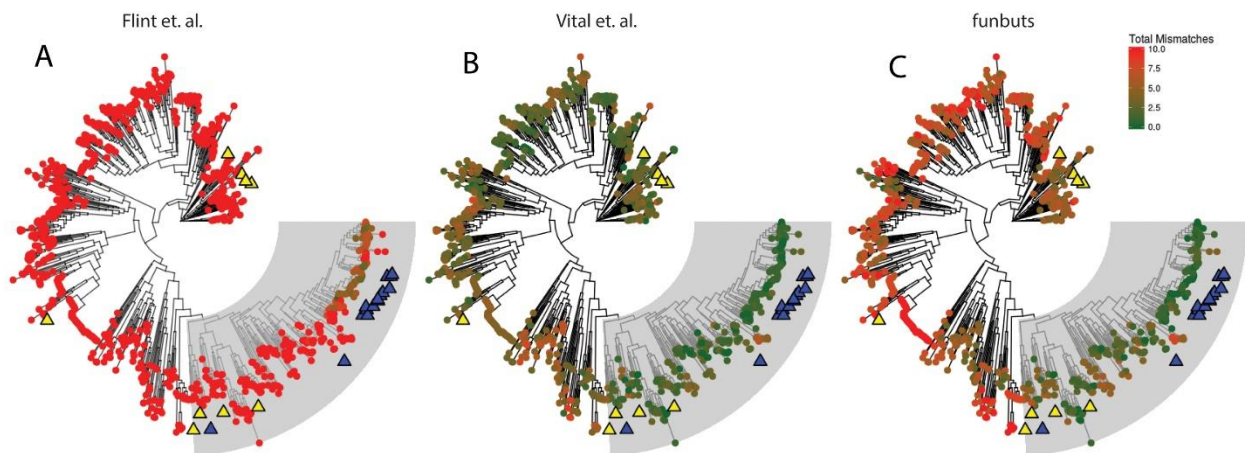 Flint et. al.
Vital et. al.
funbuts
A
B
C
Total Mismatches
10.0
7.5
5.0
2.5
0.0